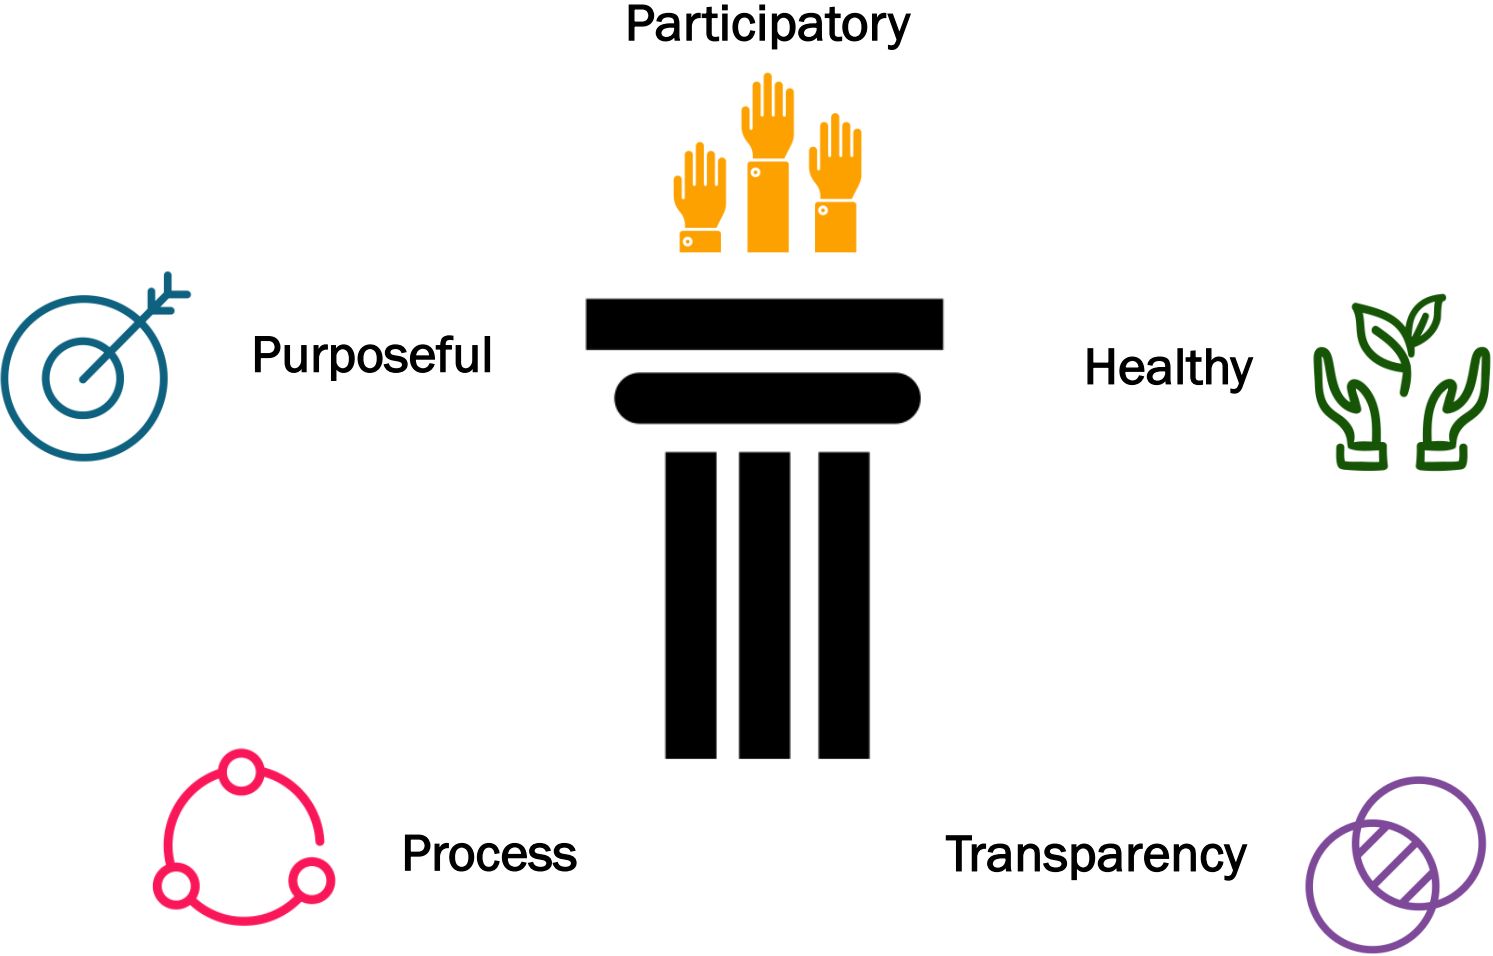 Participatory
Purposeful
Healthy
Process
Transparency